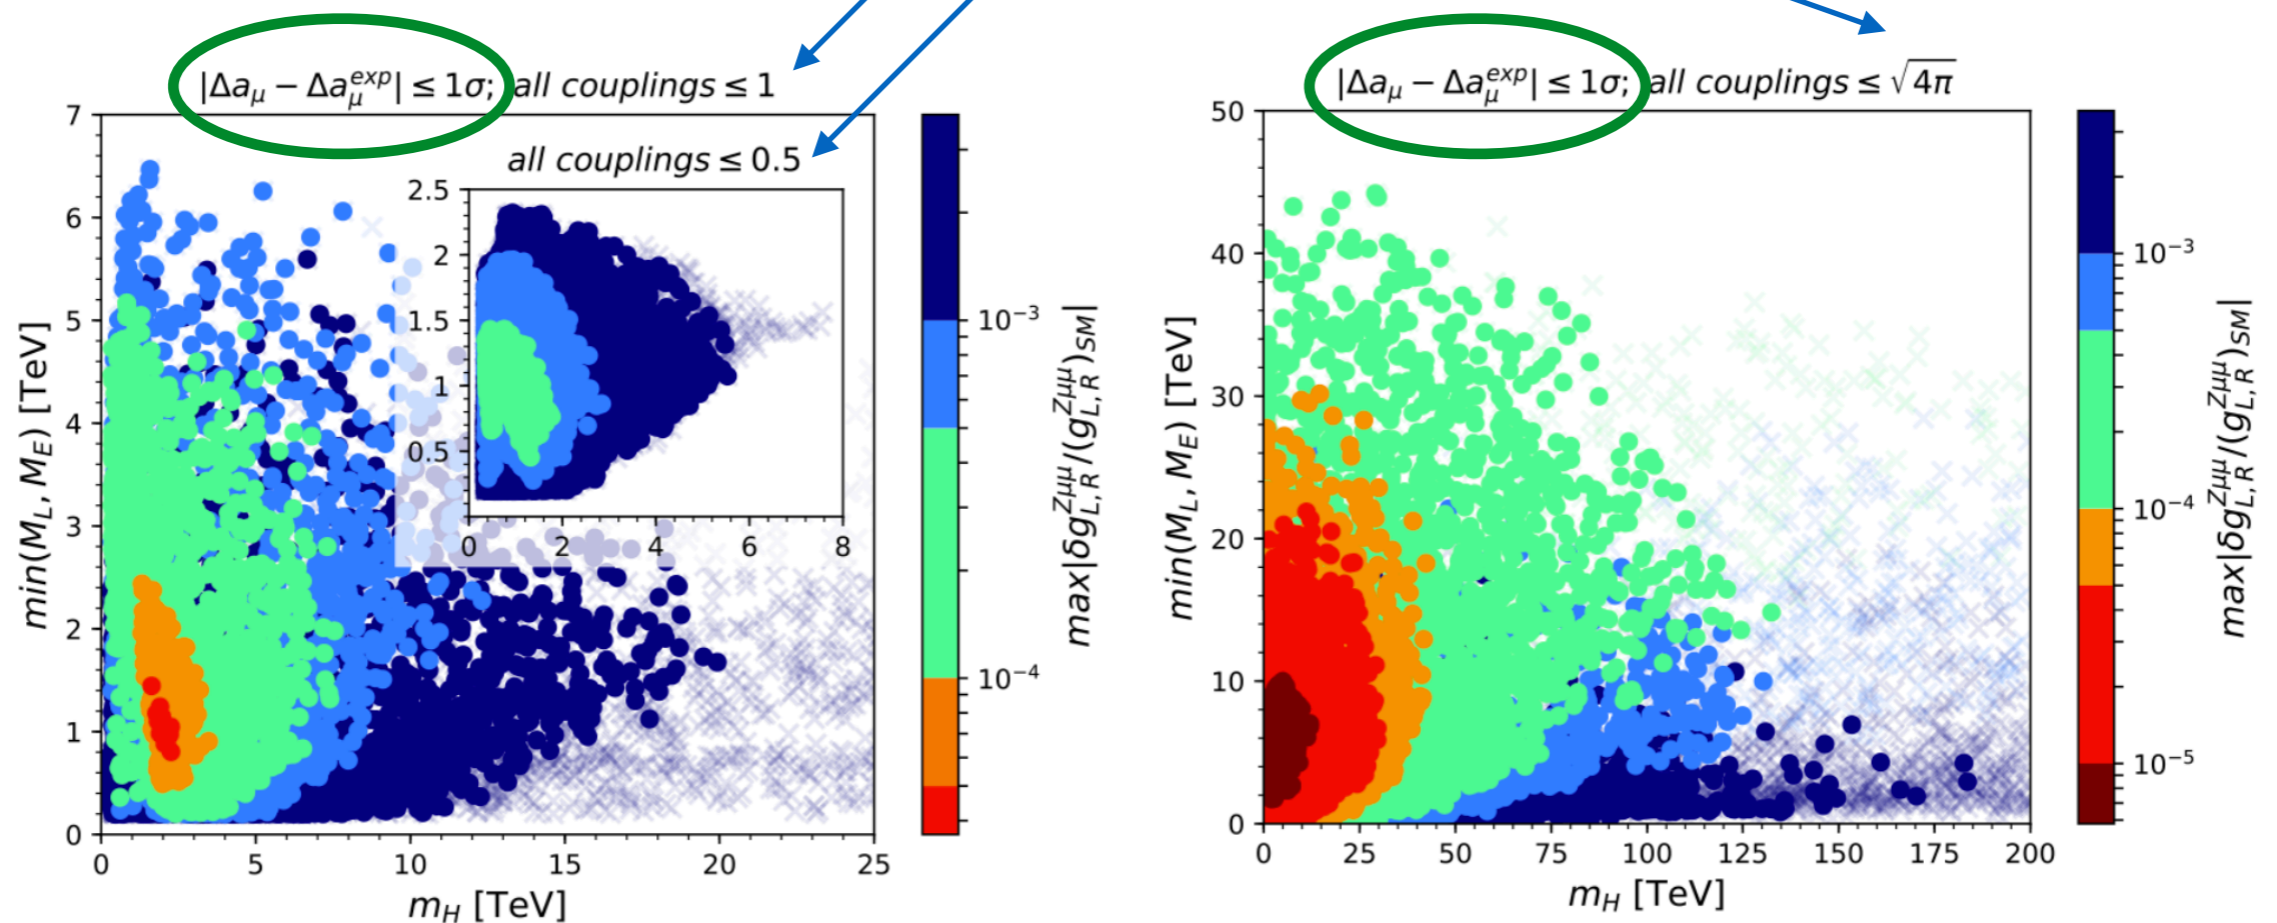 |Δa_μ − Δa_μ^{exp}| ≤ 1σ; all couplings ≤ 1
all couplings ≤ 0.5
7
6
5
4
3
2
1
0
min(M_L, M_E) [TeV]
2.5
2
1.5
1
0.5
0 2 4 6 8
0 5 10 15 20 25
m_H [TeV]
10^{-3}
10^{-4}
max|δg_{L,R}^{Zμμ}/(g_{L,R}^{Zμμ})_{SM}|
|Δa_μ − Δa_μ^{exp}| ≤ 1σ; all couplings ≤ √4π
50
40
30
20
10
0
min(M_L, M_E) [TeV]
0 25 50 75 100 125 150 175 200
m_H [TeV]
10^{-3}
10^{-4}
10^{-5}
max|δg_{L,R}^{Zμμ}/(g_{L,R}^{Zμμ})_{SM}|